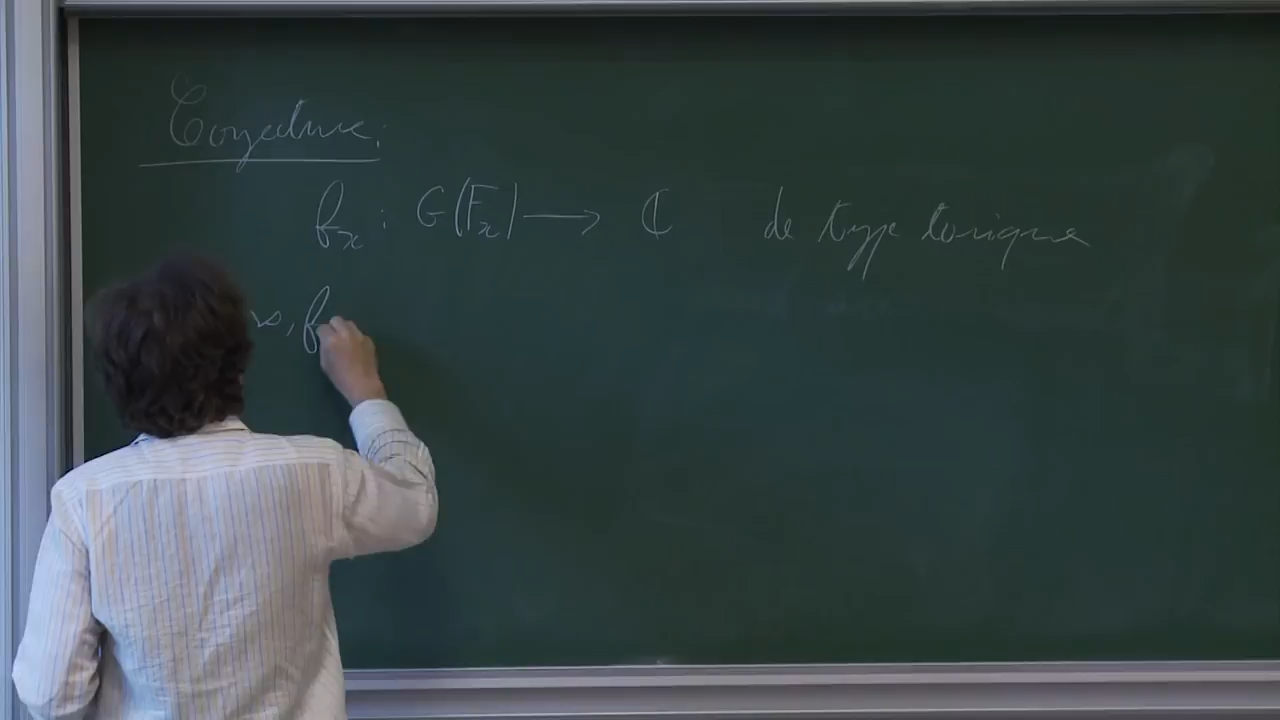 Conjecture :
f_x : G(F_x) → ℂ de type torique
, f